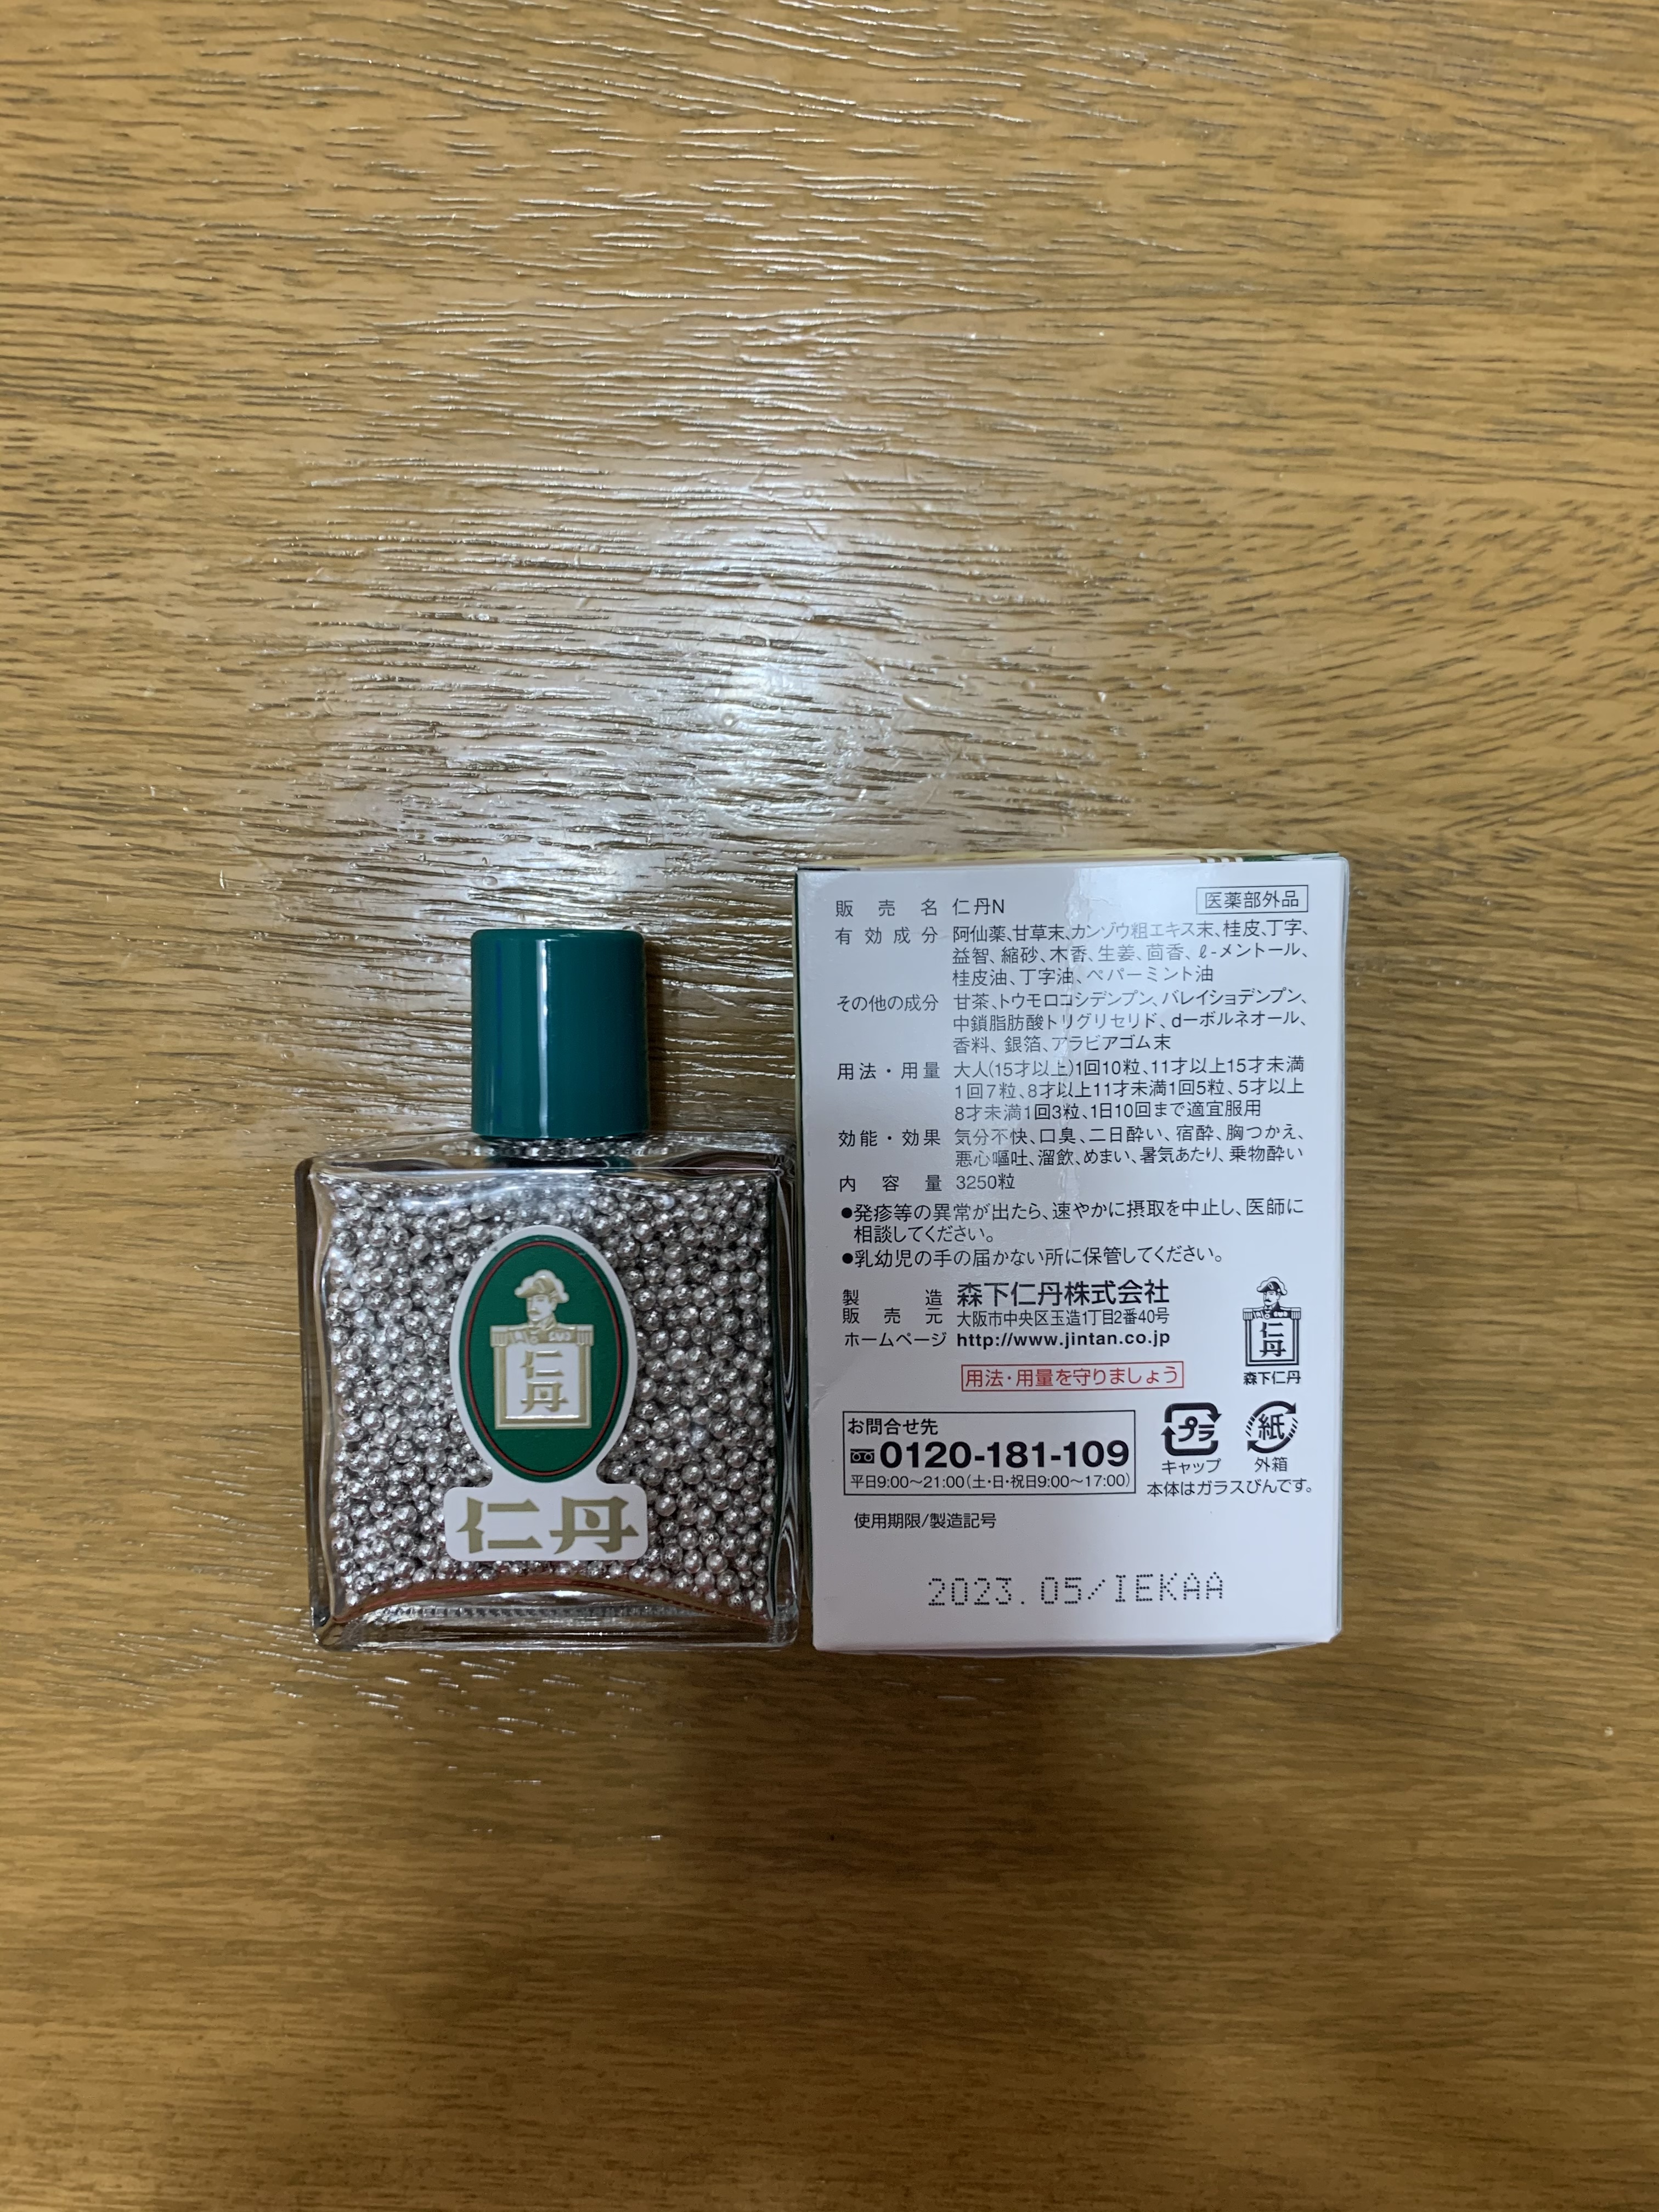 仁丹
仁丹
販売名 仁丹N 医薬部外品
有効成分 阿仙薬、甘草末、カンゾウ粗エキス末、桂皮、丁字、
益智、縮砂、木香、生姜、茴香、ℓ-メントール、
桂皮油、丁字油、ペパーミント油
その他の成分 甘茶、トウモロコシデンプン、バレイショデンプン、
中鎖脂肪酸トリグリセリド、d-ボルネオール、
香料、銀箔、アラビアゴム末
用法・用量 大人(15才以上)1回10粒、11才以上15才未満
1回7粒、8才以上11才未満1回5粒、5才以上
8才未満1回3粒、1日10回まで適宜服用
効能・効果 気分不快、口臭、二日酔い、宿酔、胸つかえ、
悪心嘔吐、溜飲、めまい、暑気あたり、乗物酔い
内容量 3250粒
●発疹等の異常が出たら、速やかに摂取を中止し、医師に
相談してください。
●乳幼児の手の届かない所に保管してください。
製造 森下仁丹株式会社
販売元 大阪市中央区玉造1丁目2番40号
ホームページ http://www.jintan.co.jp
仁丹
森下仁丹
用法・用量を守りましょう
お問合せ先
0120-181-109
平日9:00〜21:00(土・日・祝日9:00〜17:00)
プラ 紙
キャップ 外箱
本体はガラスびんです。
使用期限/製造記号
2023.05/IEKAA